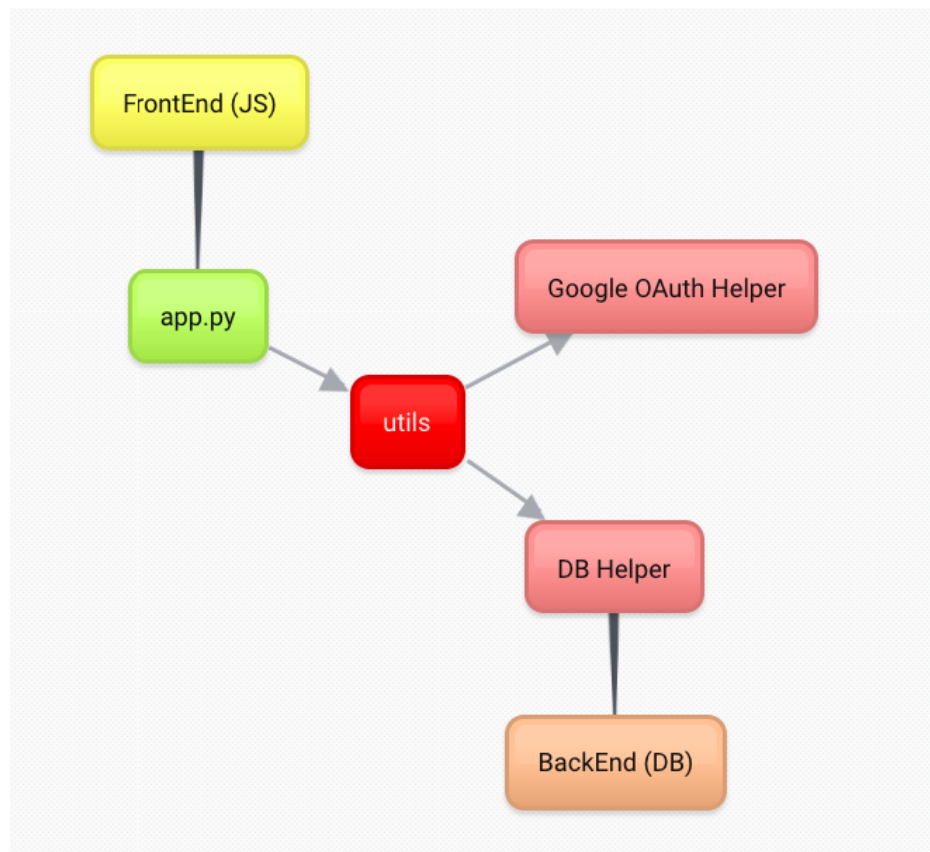 FrontEnd (JS)
app.py
Google OAuth Helper
utils
DB Helper
BackEnd (DB)